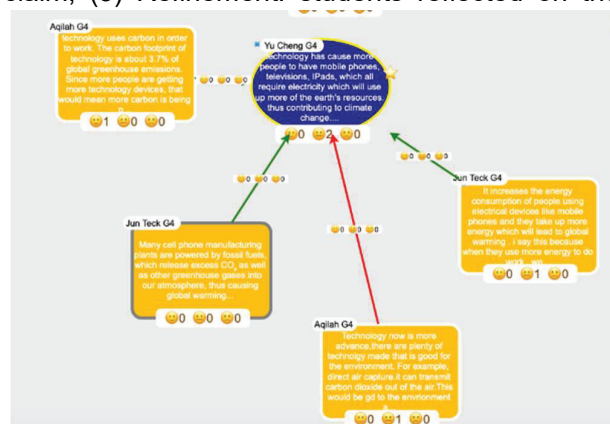 claim, (3) Refinement: students reflected on the
Aqilah G4
technology uses carbon in order
to work. The carbon footprint of
technology is about 3.7% of
global greenhouse emissions.
Since more people are getting
more technology devices, that
would mean more carbon is being
1 0 0
0 0 0
Yu Cheng G4
technology has cause more
people to have mobile phones,
televisions, IPads, which all
require electricity which will use
up more of the earth's resources.
thus contributing to climate
change....
0 2 0
0 0 0
0 0 0
0 0 0
Jun Teck G4
It increases the energy
consumption of people using
electrical devices like mobile
phones and they take up more
energy which will lead to global
warming . i say this because
when they use more energy to do
work
0 1 0
Jun Teck G4
Many cell phone manufacturing
plants are powered by fossil fuels,
which release excess CO₂ as well
as other greenhouse gases into
our atmosphere, thus causing
global warming...
0 0 0
Aqilah G4
Technology now is more
advance,there are plenty of
technolgy made that is good for
the environment. For example,
direct air capture.it can transmit
carbon dioxide out of the air.This
would be gd to the envrionment
0 1 0